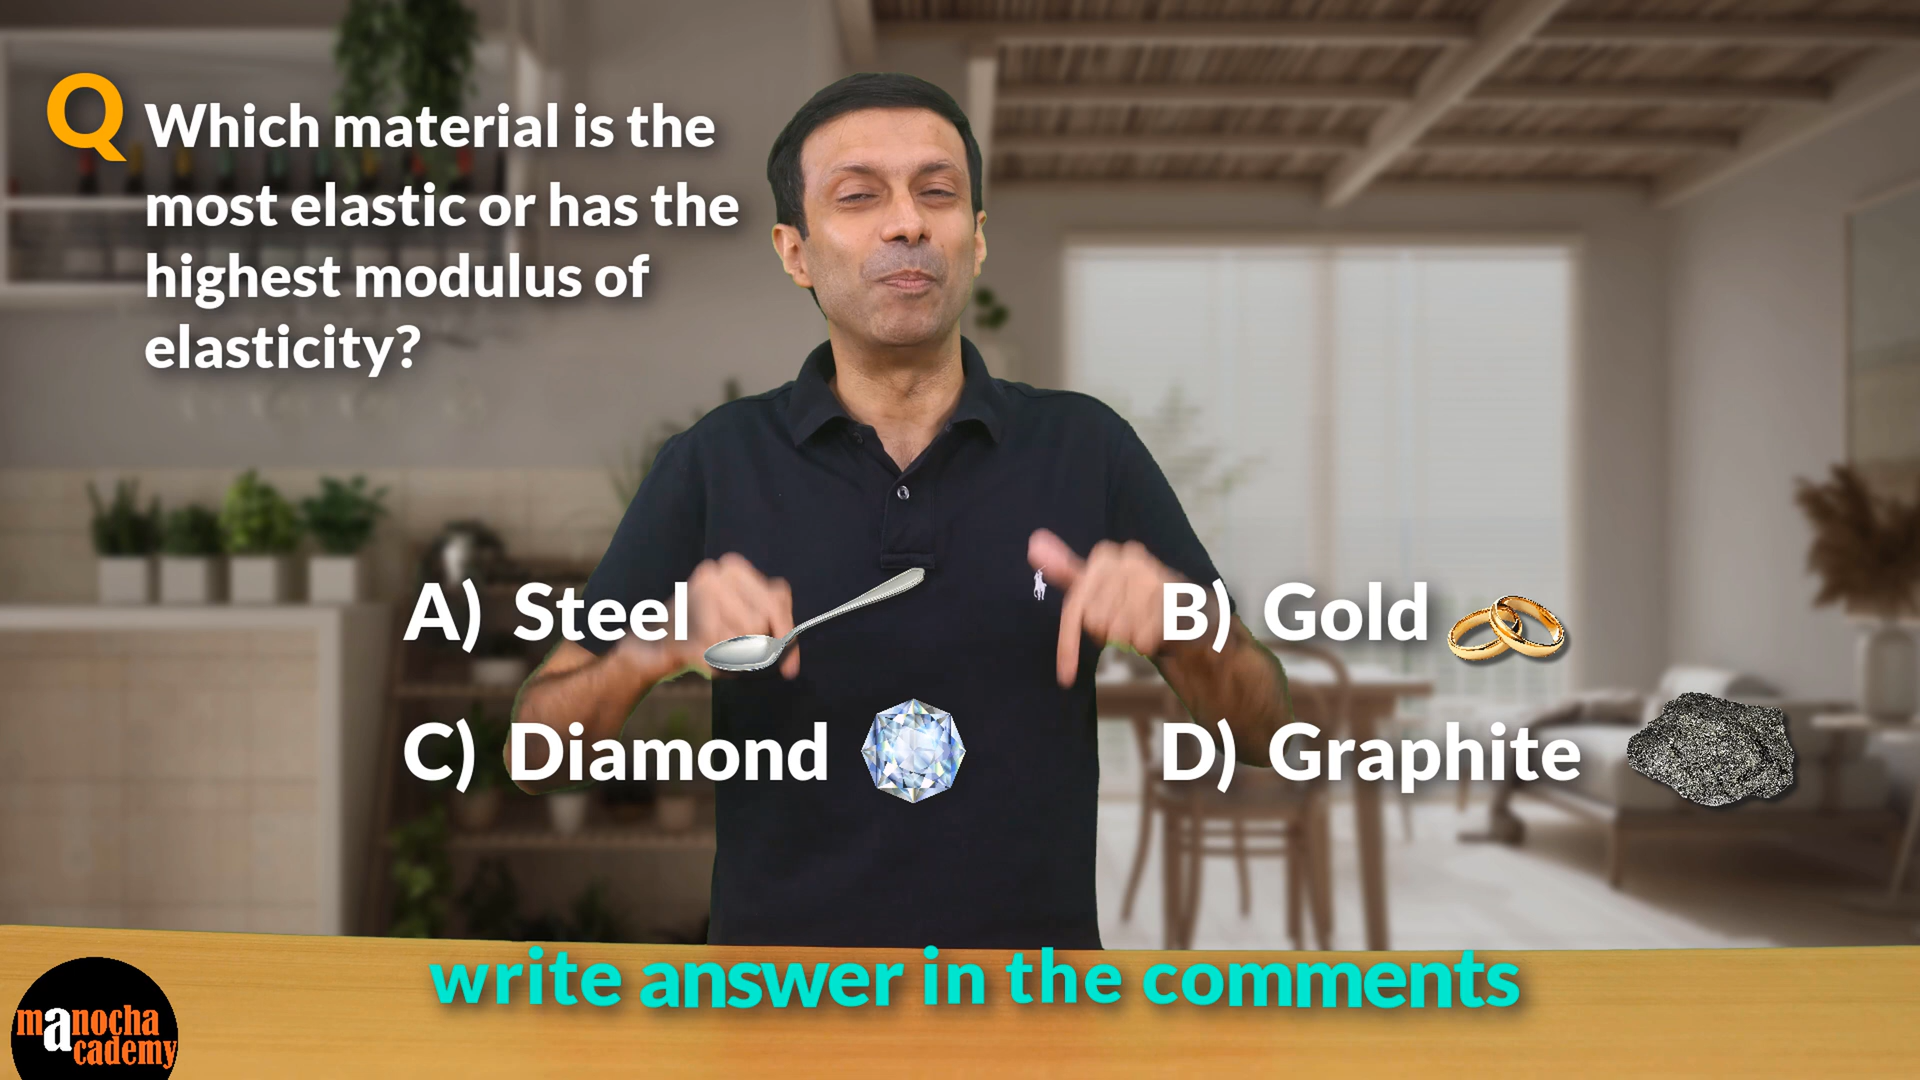 Q Which material is the
most elastic or has the
highest modulus of
elasticity?
A) Steel
B) Gold
C) Diamond
D) Graphite
write answer in the comments
manocha
academy